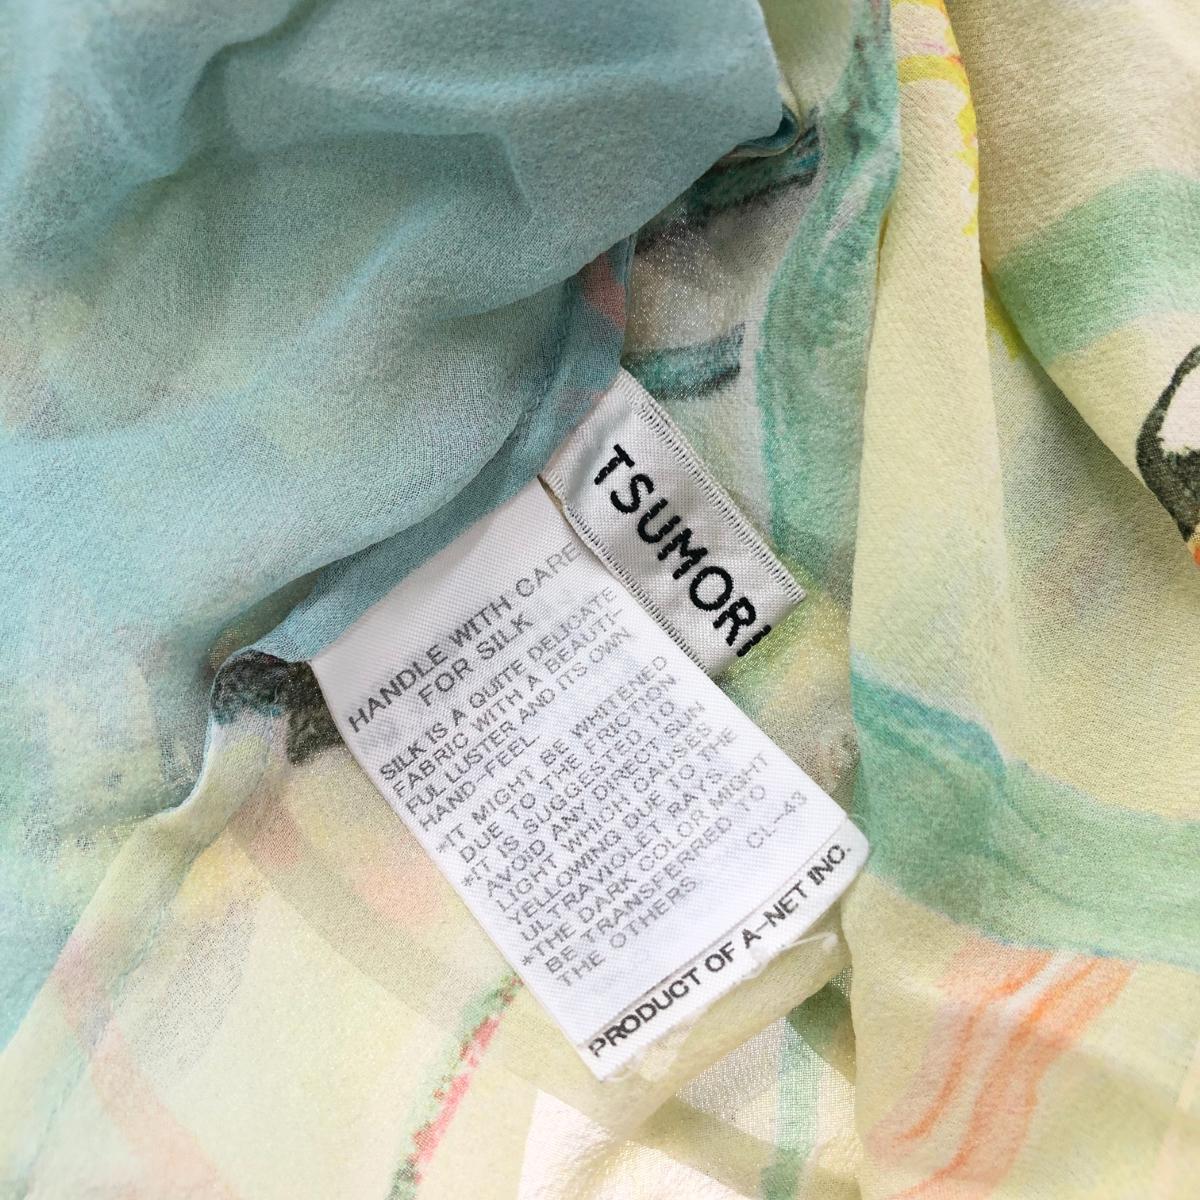 TSUMORI
HANDLE WITH CARE
FOR SILK
SILK IS A QUITE DELICATE
FABRIC WITH A BEAUTI-
FUL LUSTER AND ITS OWN
HAND-FEEL.
*IT MIGHT BE WHITENED
DUE TO THE FRICTION
*IT IS SUGGESTED TO
AVOID ANY DIRECT SUN
LIGHT WHICH CAUSES
YELLOWING DUE TO THE
ULTRAVIOLET RAYS.
*THE DARK COLOR MIGHT
BE TRANSFERRED TO
THE OTHERS
CL-43
PRODUCT OF A-NET INC.